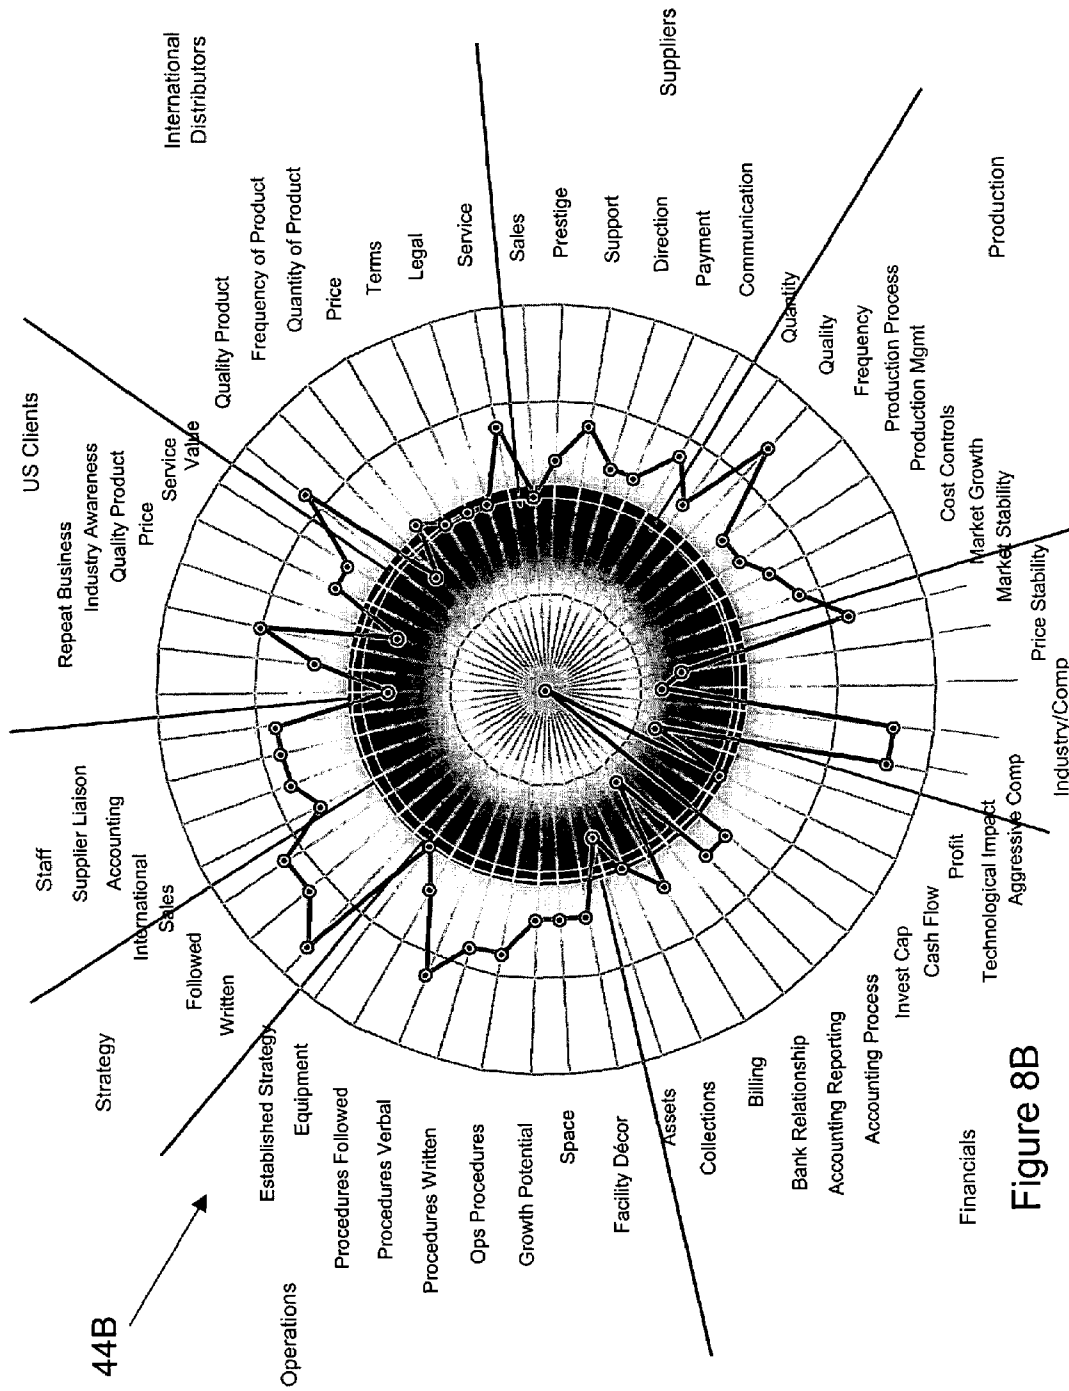 US Clients
International
Distributors
Repeat Business
Industry Awareness
Quality Product
Price
Service
Value
Quality Product
Frequency of Product
Quantity of Product
Price
Terms
Legal
Service
Sales
Prestige
Support
Direction
Payment
Communication
Suppliers
Quantity
Quality
Frequency
Production Process
Production Mgmt
Cost Controls
Production
Market Growth
Market Stability
Price Stability
Industry/Comp
Aggressive Comp
Technological Impact
Profit
Cash Flow
Invest Cap
Accounting Process
Accounting Reporting
Bank Relationship
Billing
Collections
Assets
Financials
Facility Décor
Space
Growth Potential
Ops Procedures
Procedures Written
Procedures Verbal
Procedures Followed
Equipment
Operations
Established Strategy
Written
Followed
Strategy
International
Sales
Accounting
Supplier Liaison
Staff
44B
Figure 8B